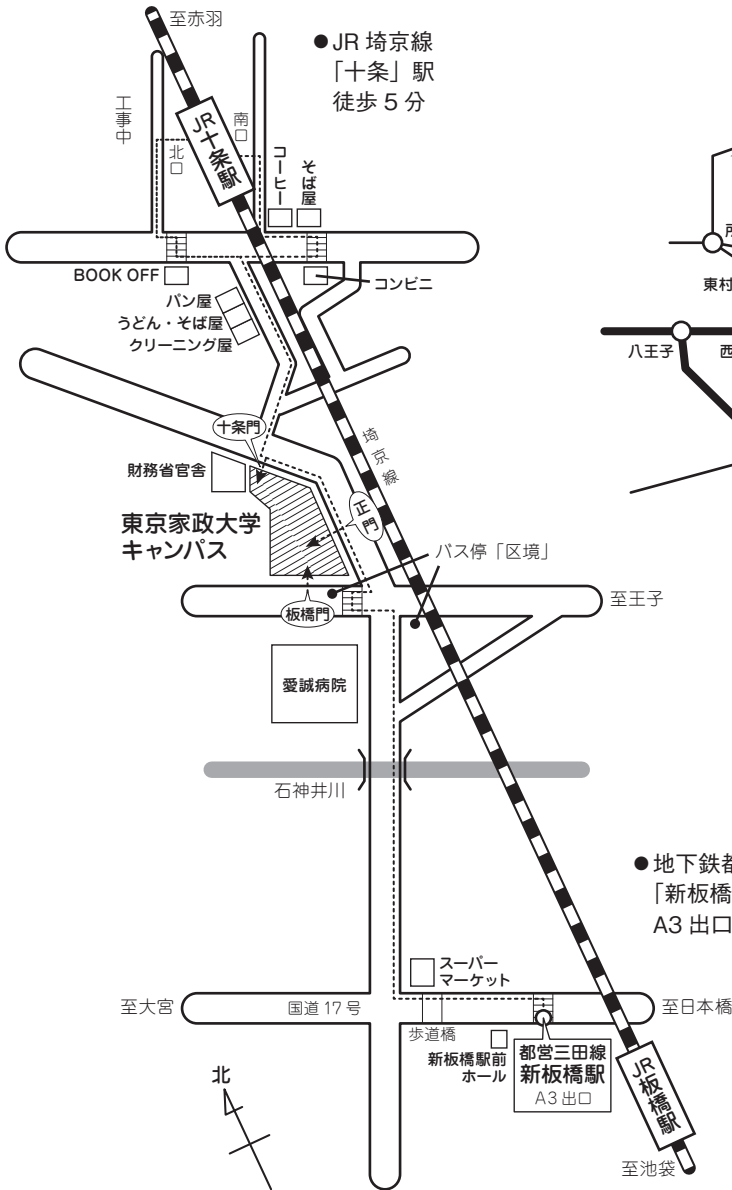 至赤羽
●JR 埼京線
「十条」駅
徒歩 5 分
工事中
北口
JR十条駅
南口
コーヒー
そば屋
BOOK OFF
コンビニ
パン屋
うどん・そば屋
クリーニング屋
東村
八王子
西
十条門
埼京線
財務省官舎
正門
東京家政大学
キャンパス
バス停「区境」
板橋門
至王子
愛誠病院
石神井川
●地下鉄都
「新板橋
A3 出口
スーパー
マーケット
至大宮
国道 17 号
歩道橋
至日本橋
新板橋駅前
ホール
都営三田線
新板橋駅
A3 出口
JR板橋駅
北
至池袋